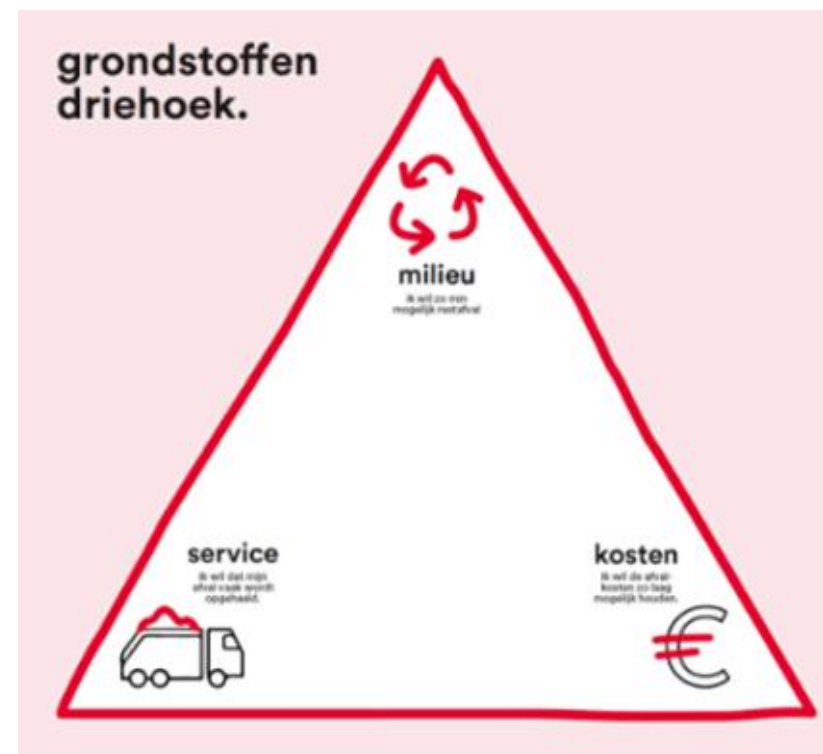 grondstoffen
driehoek.
milieu
Ik wil zo min
mogelijk restafval
service
Ik wil dat mijn
afval vaak wordt
opgehaald.
kosten
Ik wil de afval-
kosten zo laag
mogelijk houden.
€